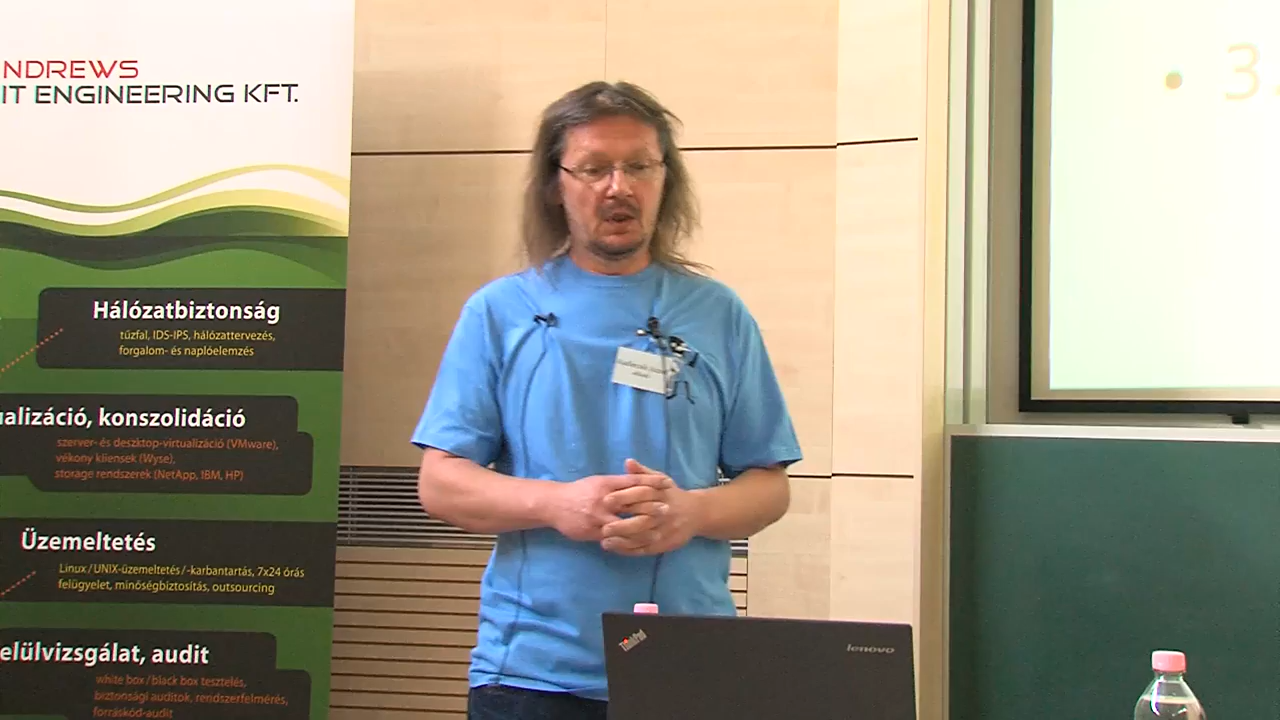 NDREWS
IT ENGINEERING KFT.
Hálózatbiztonság
tűzfal, IDS-IPS, hálózattervezés,
forgalom- és naplóelemzés
ualizáció, konszolidáció
szerver- és desktop-virtualizáció (VMware),
vékony kliensek (Wyse),
storage rendszerek (NetApp, IBM, HP)
Üzemeltetés
Linux/UNIX-üzemeltetés/-karbantartás, 7x24 órás
felügyelet, minőségbiztosítás, outsourcing
elülvizsgálat, audit
white box/black box tesztelés,
biztonsági auditok, rendszerfelmérés,
forráskód-audit
ThinkPad
lenovo
• 3.